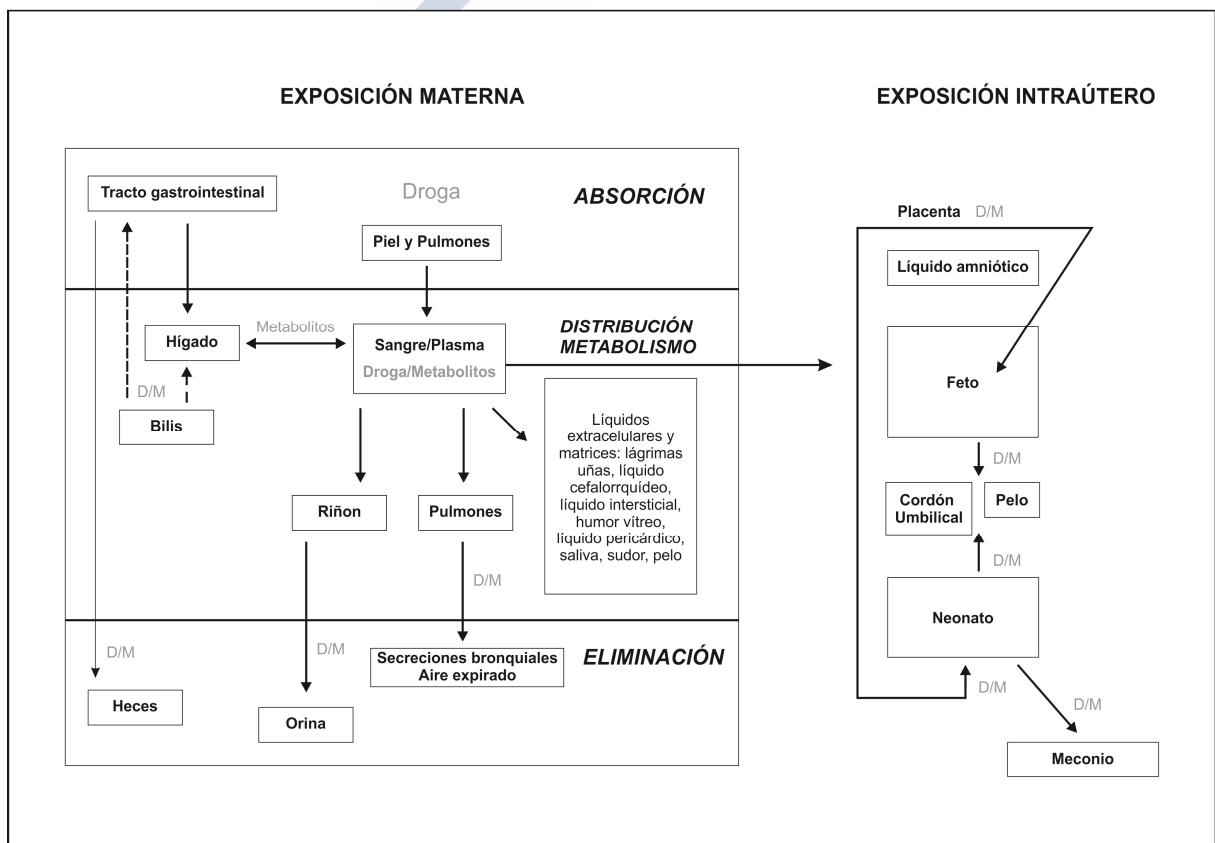 EXPOSICIÓN MATERNA
EXPOSICIÓN INTRAÚTERO
Tracto gastrointestinal
Droga
ABSORCIÓN
Piel y Pulmones
Placenta D/M
Líquido amniótico
Hígado
Metabolitos
Sangre/Plasma
Droga/Metabolitos
DISTRIBUCIÓN
METABOLISMO
Feto
D/M
Bilis
Líquidos
extracelulares y
matrices: lágrimas
uñas, líquido
cefalorrquídeo,
líquido intersticial,
humor vítreo,
líquido pericárdico,
saliva, sudor, pelo
D/M
Riñon
Pulmones
Cordón
Umbilical
Pelo
D/M
D/M
Neonato
D/M
D/M
Secreciones bronquiales
Aire expirado
ELIMINACIÓN
D/M
D/M
Heces
Orina
Meconio